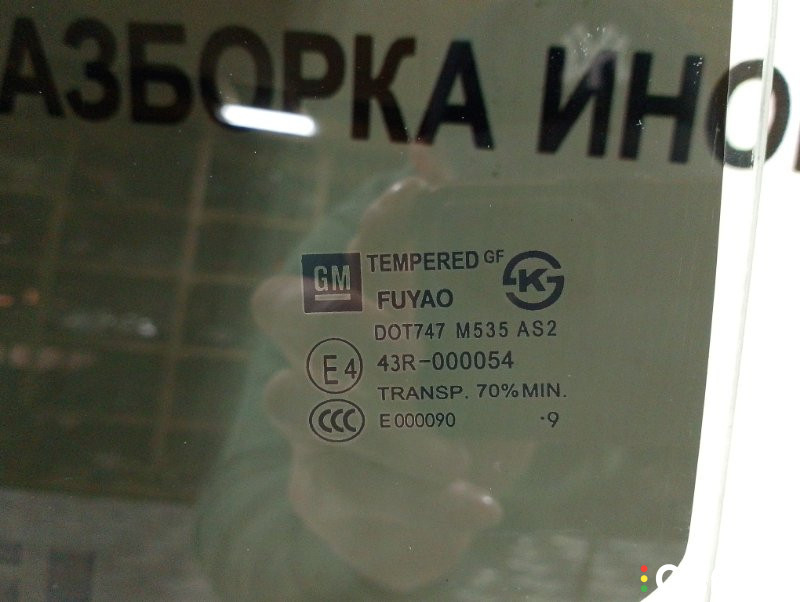 АЗБОРКА ИНО
GM TEMPERED GF
FUYAO
DOT747 M535 AS2
E4 43R-000054
TRANSP. 70% MIN.
CCC E000090 ·9